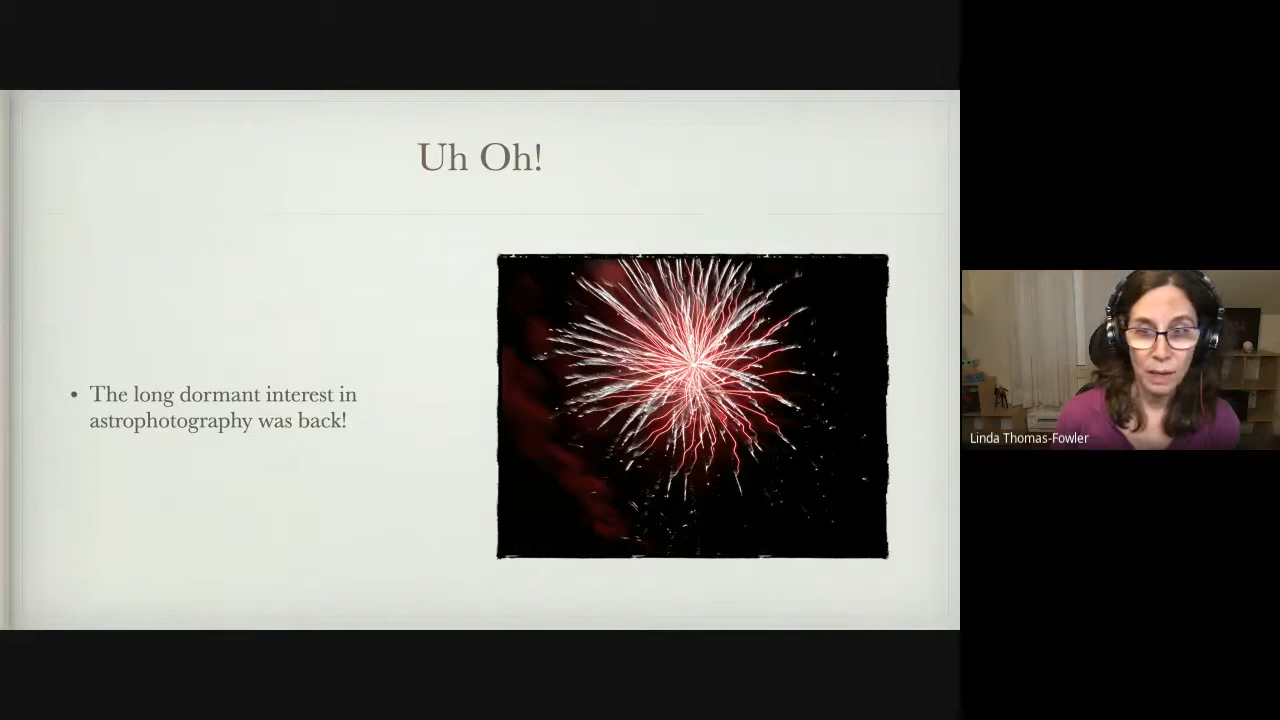 Uh Oh!
• The long dormant interest in
astrophotography was back!
Linda Thomas-Fowler